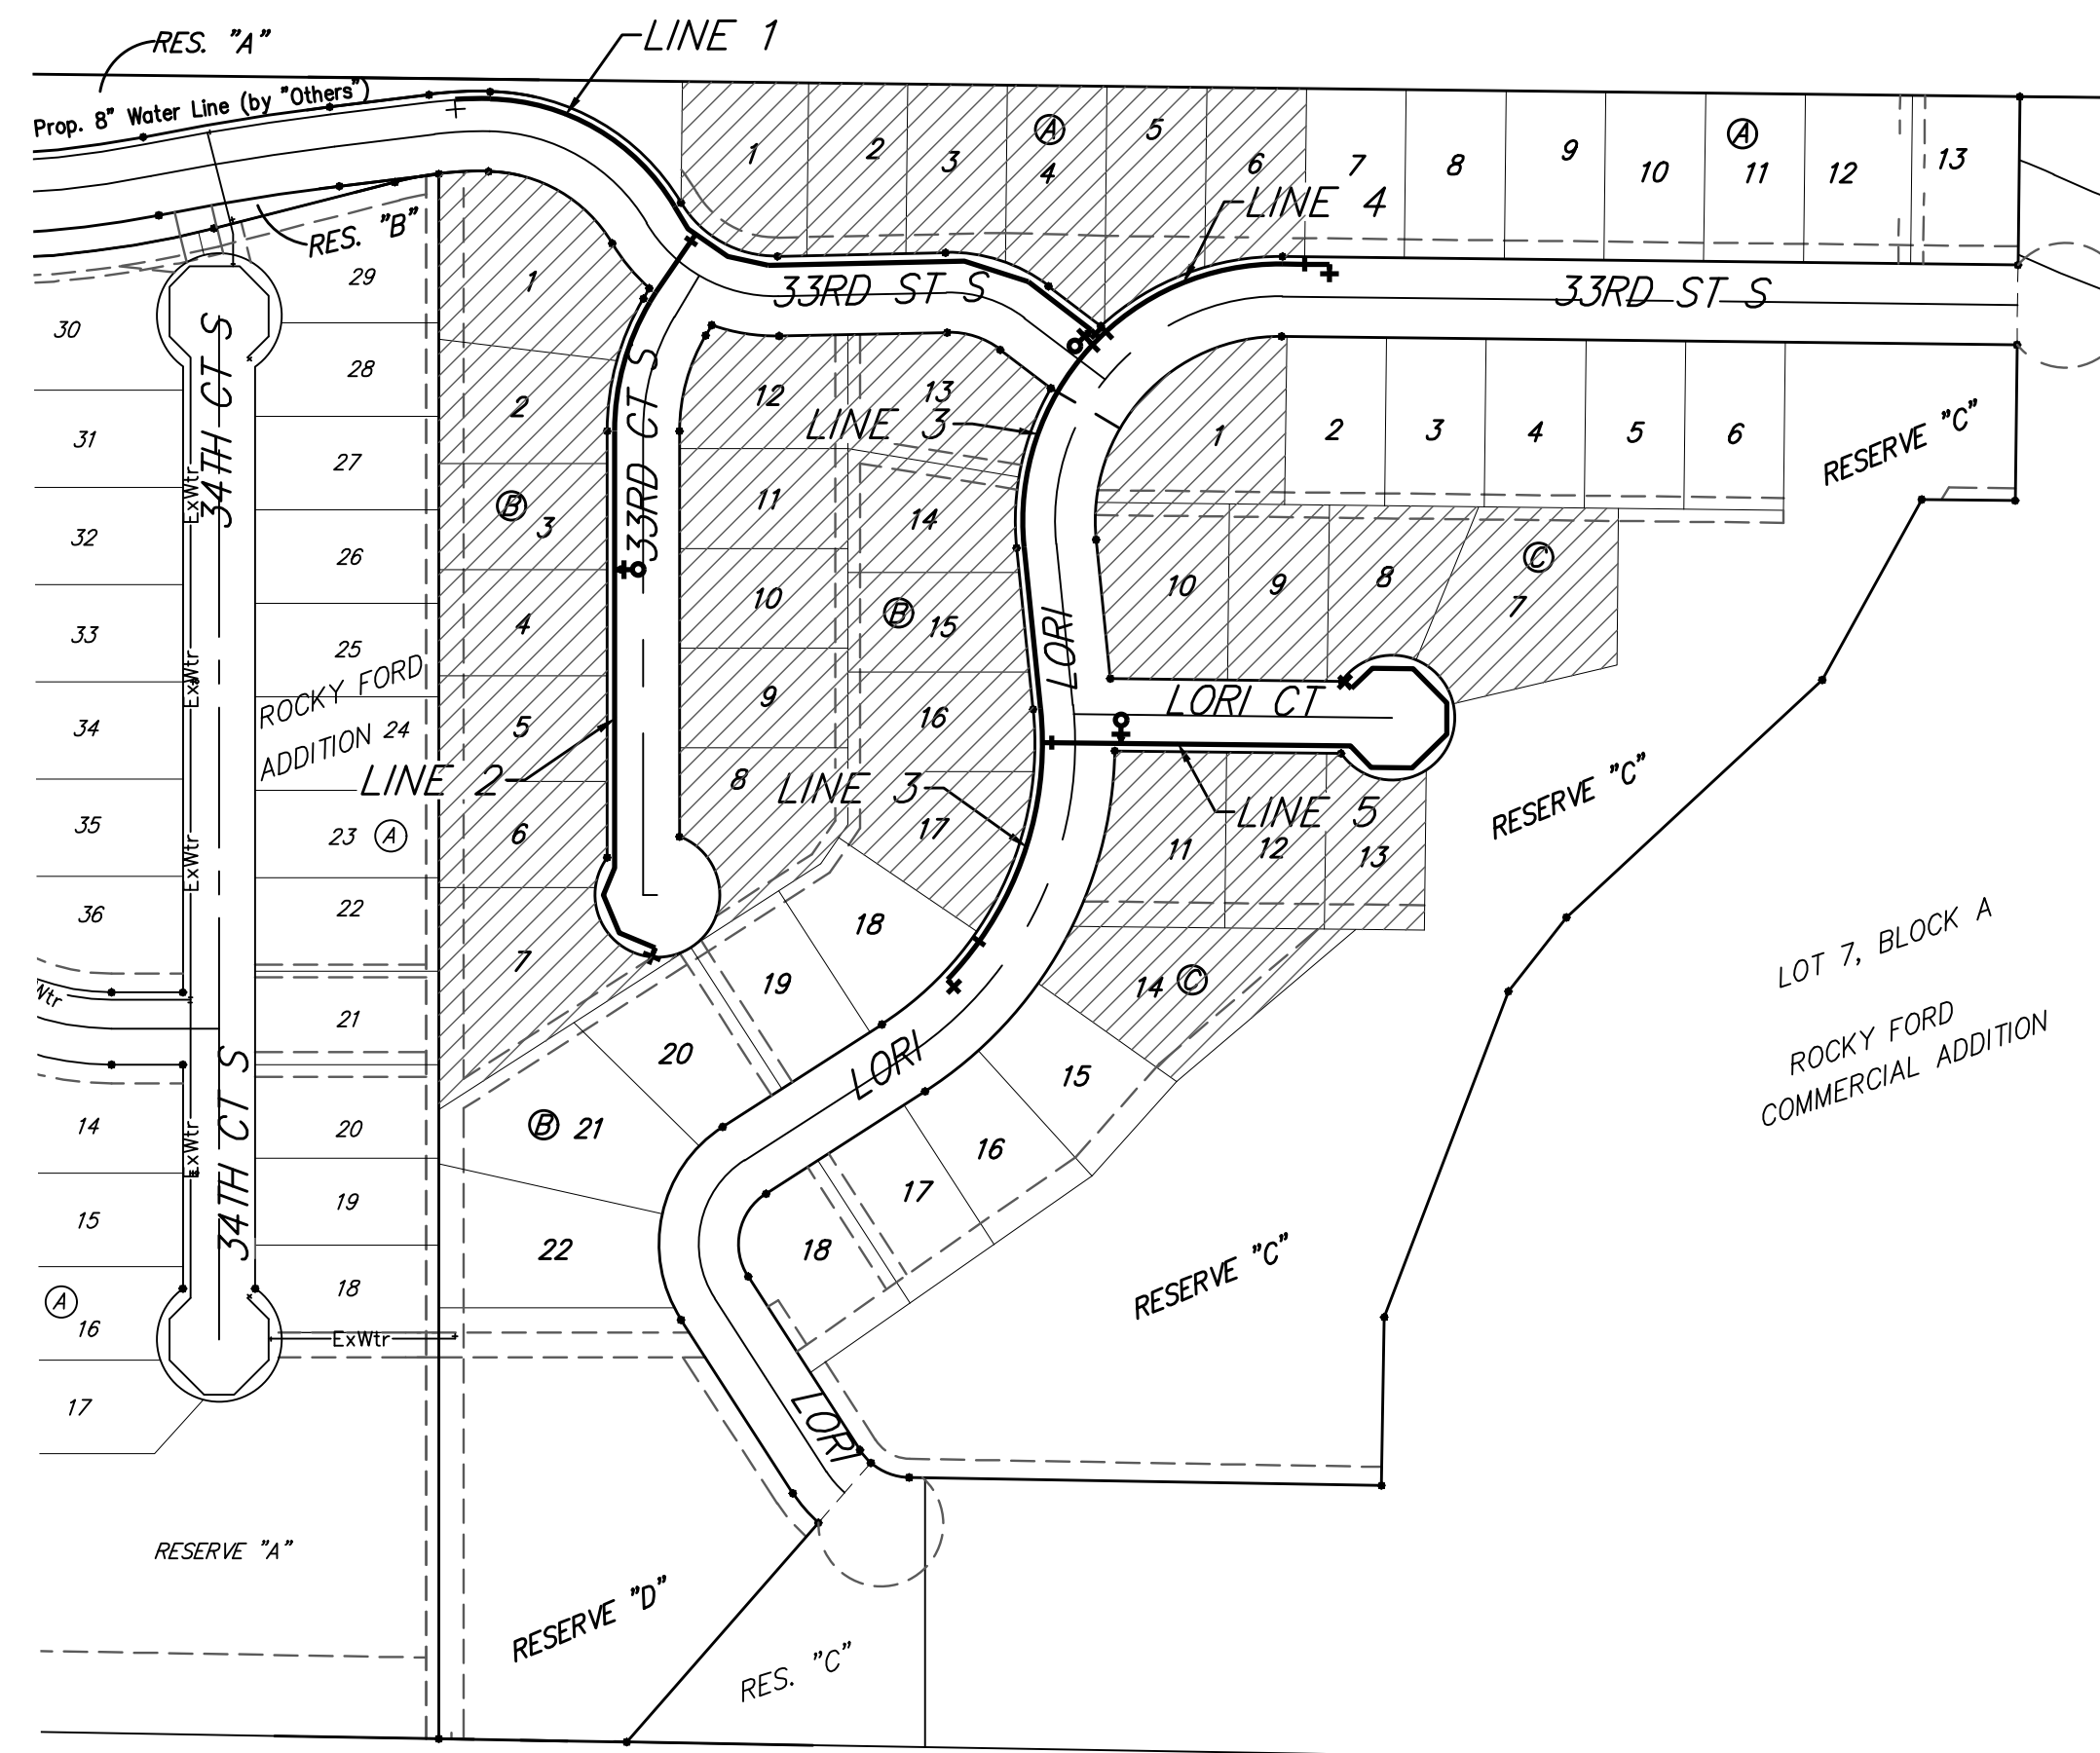 RES. "A"
LINE 1
Prop. 8" Water Line (by "Others")
RES. "B"
1
2
3
A
4
5
6
7
8
9
10
A
11
12
13
LINE 4
33RD ST S
33RD ST S
29
30
28
31
27
32
26
33
25
34
ROCKY FORD
ADDITION
24
35
23
A
22
36
21
14
20
15
19
A
16
18
17
34TH CT S
34TH CT S
ExWtr
ExWtr
ExWtr
ExWtr
ExWtr
Wtr
1
2
B
3
4
5
6
7
33RD CT S
LINE 2
12
13
LINE 3
11
14
10
B
15
9
16
8
LINE 3
17
18
19
20
B
21
22
LORI
LORI CT
LINE 5
1
2
3
4
5
6
RESERVE "C"
10
9
8
C
7
11
12
13
14
C
15
16
17
18
LORI
LORI
RESERVE "C"
RESERVE "C"
LOT 7, BLOCK A
ROCKY FORD
COMMERCIAL ADDITION
RESERVE "A"
RESERVE "D"
RES. "C"